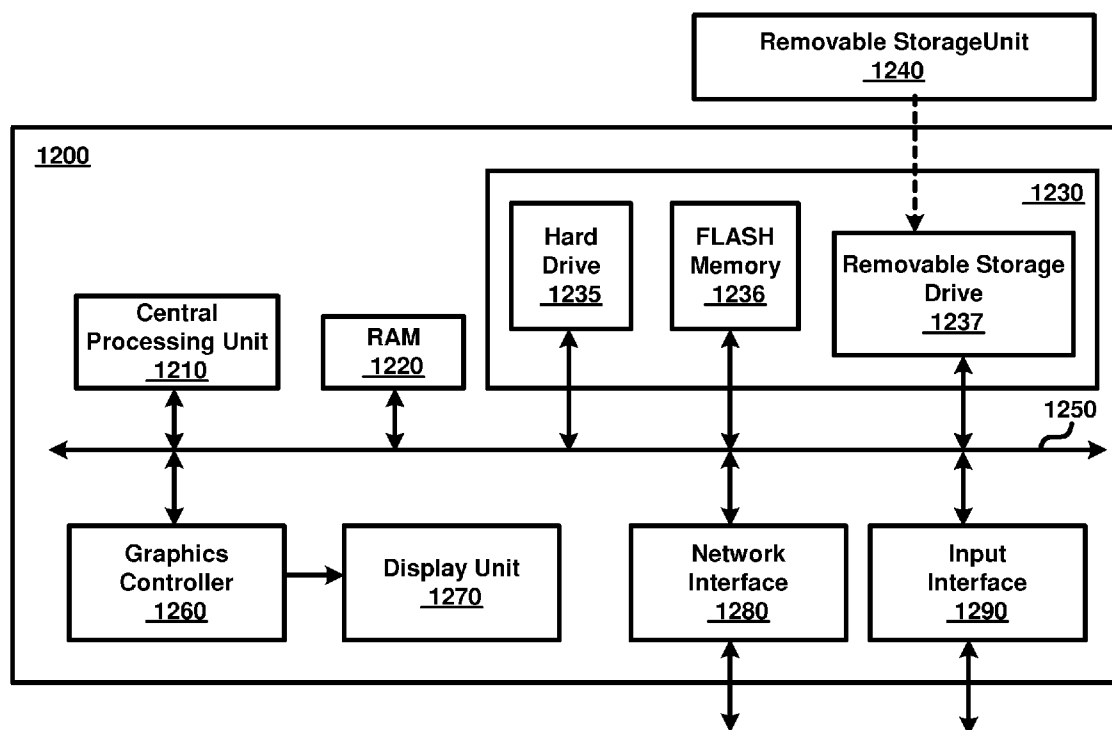 Removable StorageUnit
1240
1200
1230
Hard
Drive
1235
FLASH
Memory
1236
Removable Storage
Drive
1237
Central
Processing Unit
1210
RAM
1220
1250
Graphics
Controller
1260
Display Unit
1270
Network
Interface
1280
Input
Interface
1290